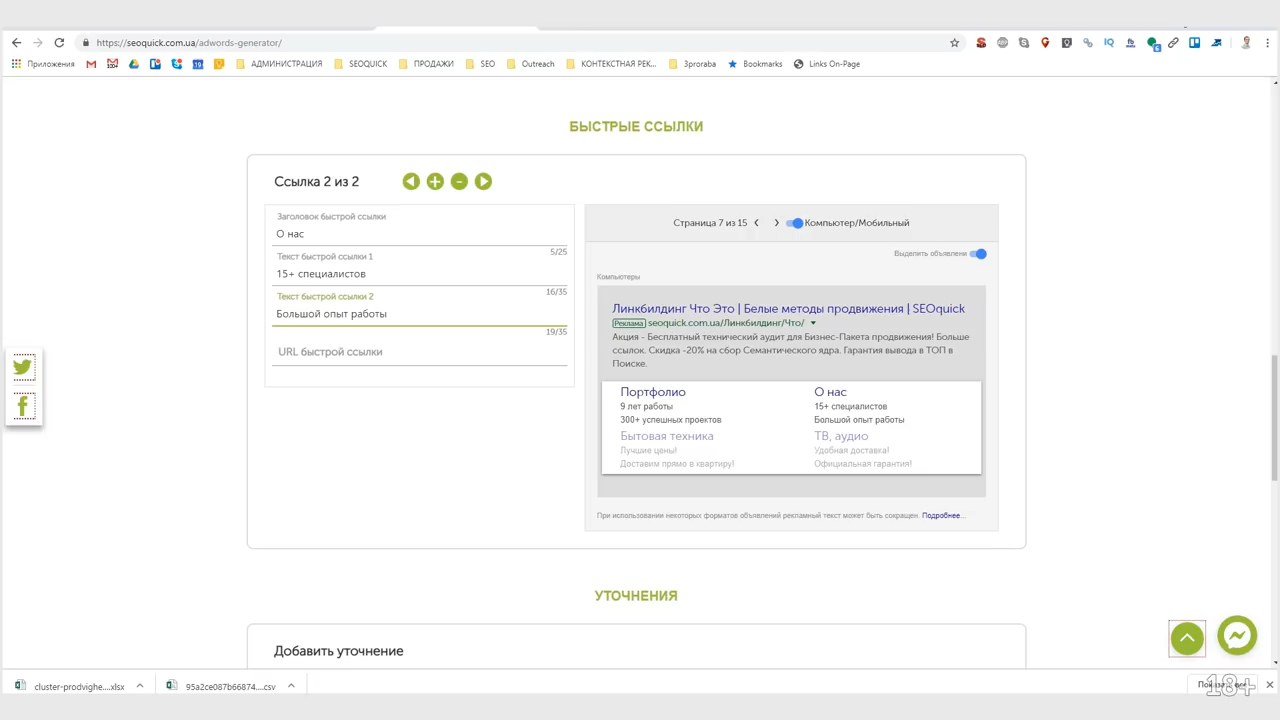 https://seoquick.com.ua/adwords-generator/
Приложения
АДМИНИСТРАЦИЯ
SEOQUICK
ПРОДАЖИ
SEO
Outreach
КОНТЕКСТНАЯ РЕК...
3proraba
Bookmarks
Links On-Page
БЫСТРЫЕ ССЫЛКИ
Ссылка 2 из 2
Заголовок быстрой ссылки
О нас
5/25
Текст быстрой ссылки 1
15+ специалистов
16/35
Текст быстрой ссылки 2
Большой опыт работы
19/35
URL быстрой ссылки
Страница 7 из 15
Компьютер/Мобильный
Выделить объявлени
Компьютеры
Линкбилдинг Что Это | Белые методы продвижения | SEOquick
Реклама seoquick.com.ua/Линкбилдинг/Что/
Акция - Бесплатный технический аудит для Бизнес-Пакета продвижения! Больше
ссылок. Скидка -20% на сбор Семантического ядра. Гарантия вывода в ТОП в
Поиске.
Портфолио
9 лет работы
300+ успешных проектов
О нас
15+ специалистов
Большой опыт работы
Бытовая техника
Лучшие цены!
Доставим прямо в квартиру!
ТВ, аудио
Удобная доставка!
Официальная гарантия!
При использовании некоторых форматов объявлений рекламный текст может быть сокращен. Подробнее...
УТОЧНЕНИЯ
Добавить уточнение
cluster-prodvighe....xlsx
95a2ce087b66874....csv
18+